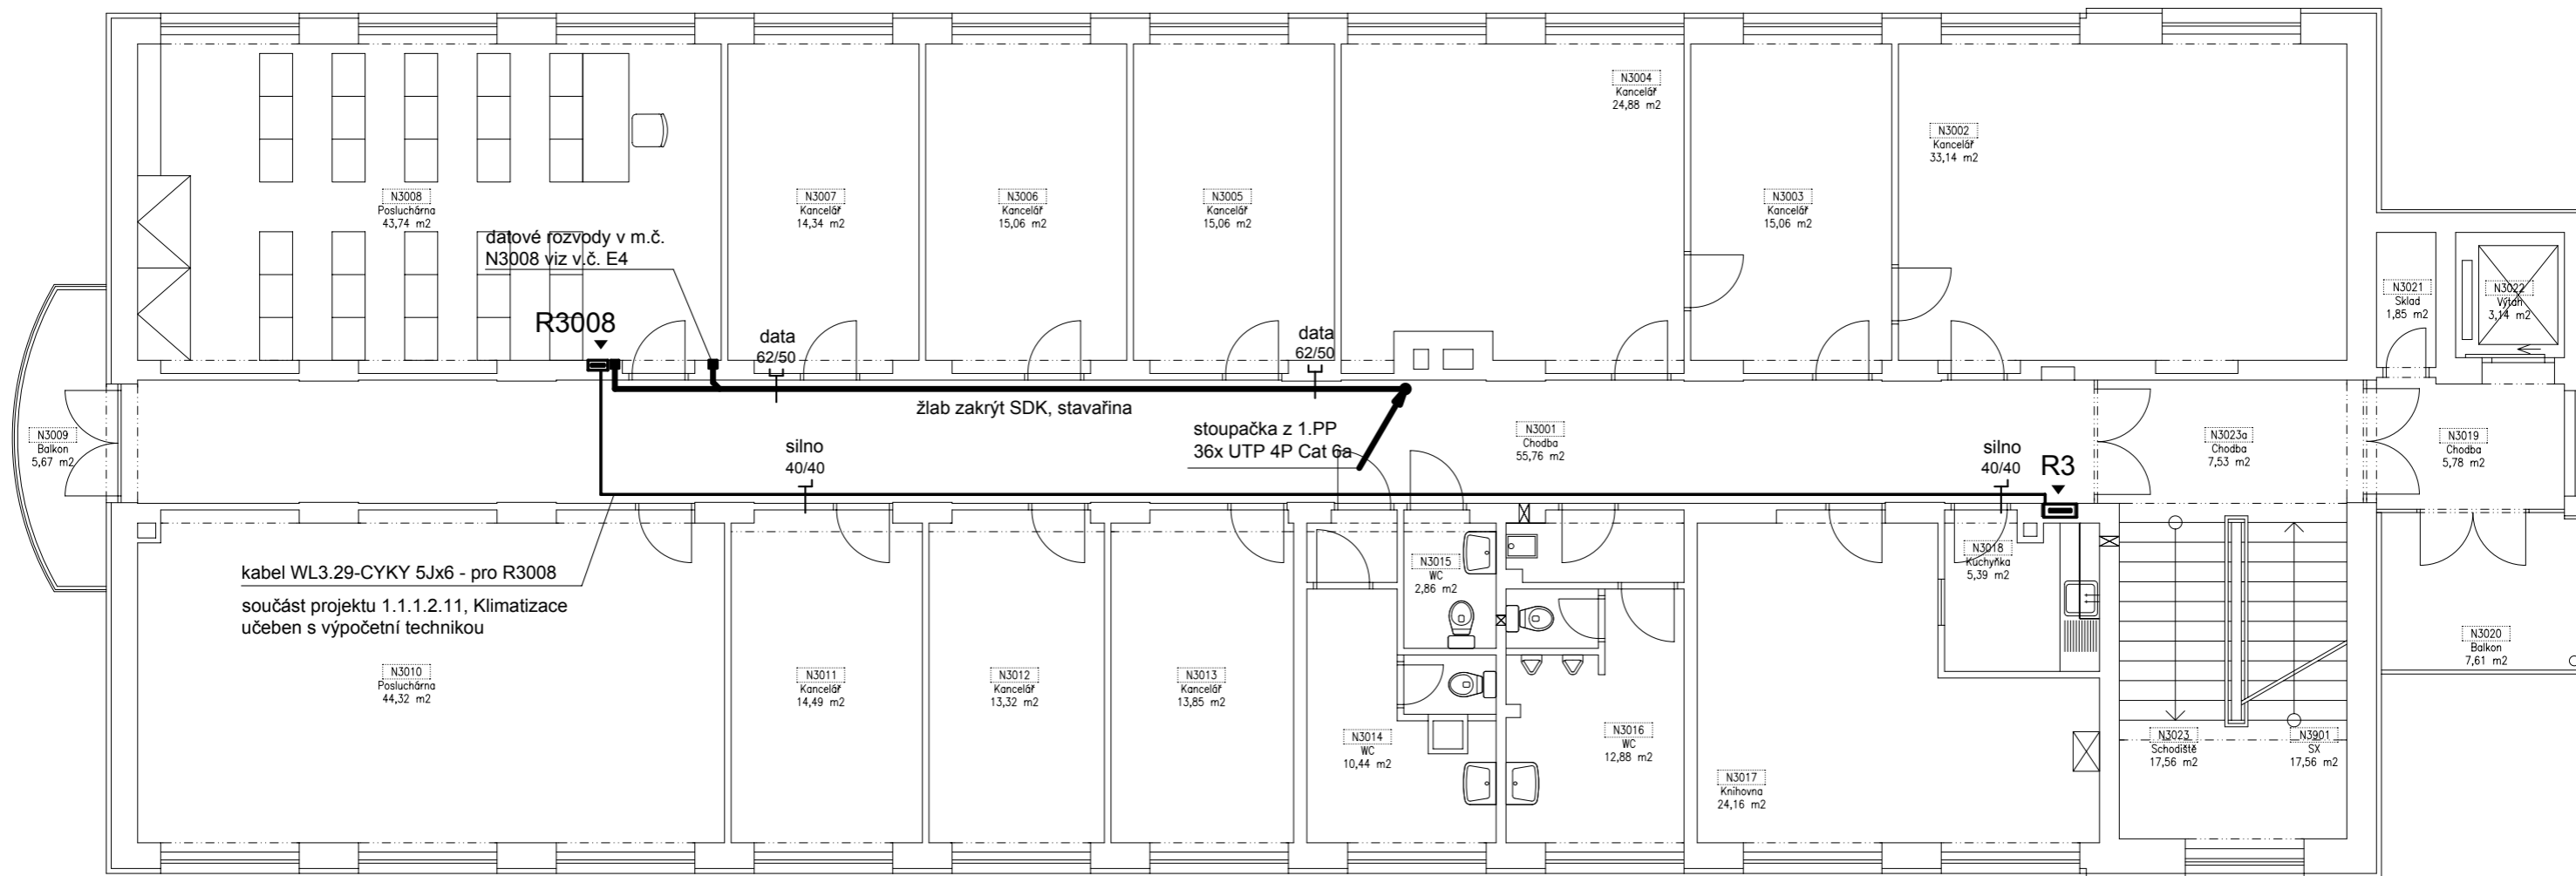 N3004
Kancelář
24,88 m2
N3002
Kancelář
33,14 m2
N3008
Posluchárna
43,74 m2
N3007
Kancelář
14,34 m2
N3006
Kancelář
15,06 m2
N3005
Kancelář
15,06 m2
N3003
Kancelář
15,06 m2
datové rozvody v m.č.
N3008 viz v.č. E4
N3021
Sklad
1,85 m2
N3022
Výtah
3,14 m2
R3008
data
62/50
data
62/50
žlab zakrýt SDK, stavařina
stoupačka z 1.PP
36x UTP 4P Cat 6a
N3009
Balkon
5,67 m2
silno
40/40
N3001
Chodba
55,76 m2
silno
40/40
R3
N3023a
Chodba
7,53 m2
N3019
Chodba
5,78 m2
kabel WL3.29-CYKY 5Jx6 - pro R3008
součást projektu 1.1.1.2.11, Klimatizace
učeben s výpočetní technikou
N3015
WC
2,86 m2
N3018
Kuchyňka
5,39 m2
N3020
Balkon
7,61 m2
N3010
Posluchárna
44,32 m2
N3011
Kancelář
14,49 m2
N3012
Kancelář
13,32 m2
N3013
Kancelář
13,85 m2
N3014
WC
10,44 m2
N3016
WC
12,88 m2
N3017
Knihovna
24,16 m2
N3023
Schodiště
17,56 m2
N3901
SX
17,56 m2